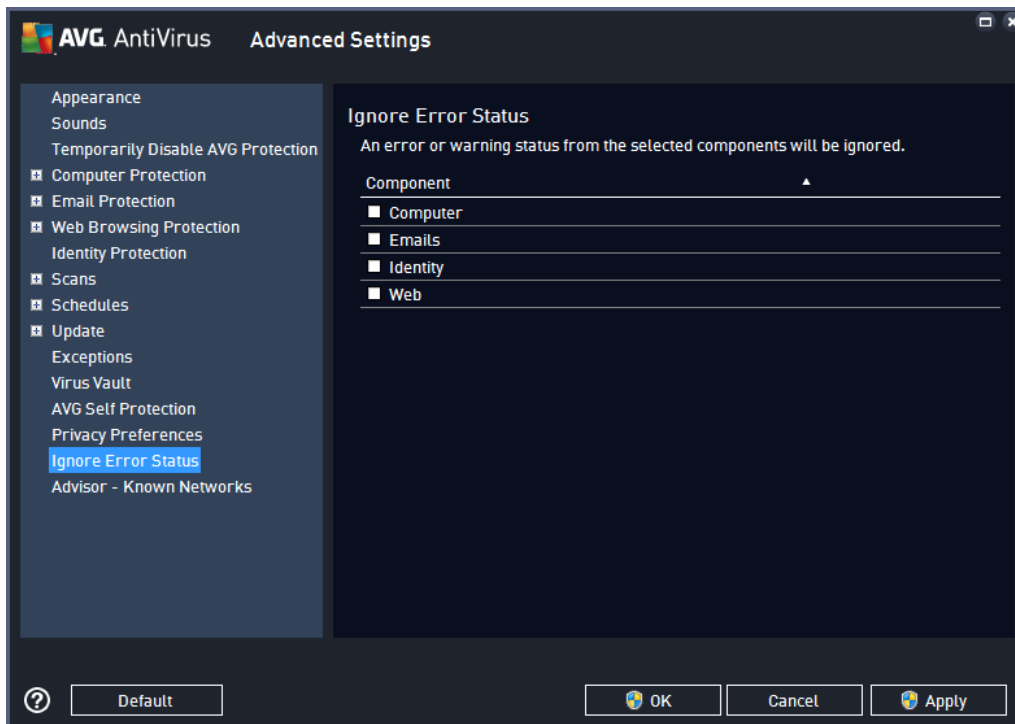 AVG. AntiVirus Advanced Settings
Appearance
Sounds
Temporarily Disable AVG Protection
Computer Protection
Email Protection
Web Browsing Protection
Identity Protection
Scans
Schedules
Update
Exceptions
Virus Vault
AVG Self Protection
Privacy Preferences
Ignore Error Status
Advisor - Known Networks
Ignore Error Status
An error or warning status from the selected components will be ignored.
Component
Computer
Emails
Identity
Web
? Default OK Cancel Apply